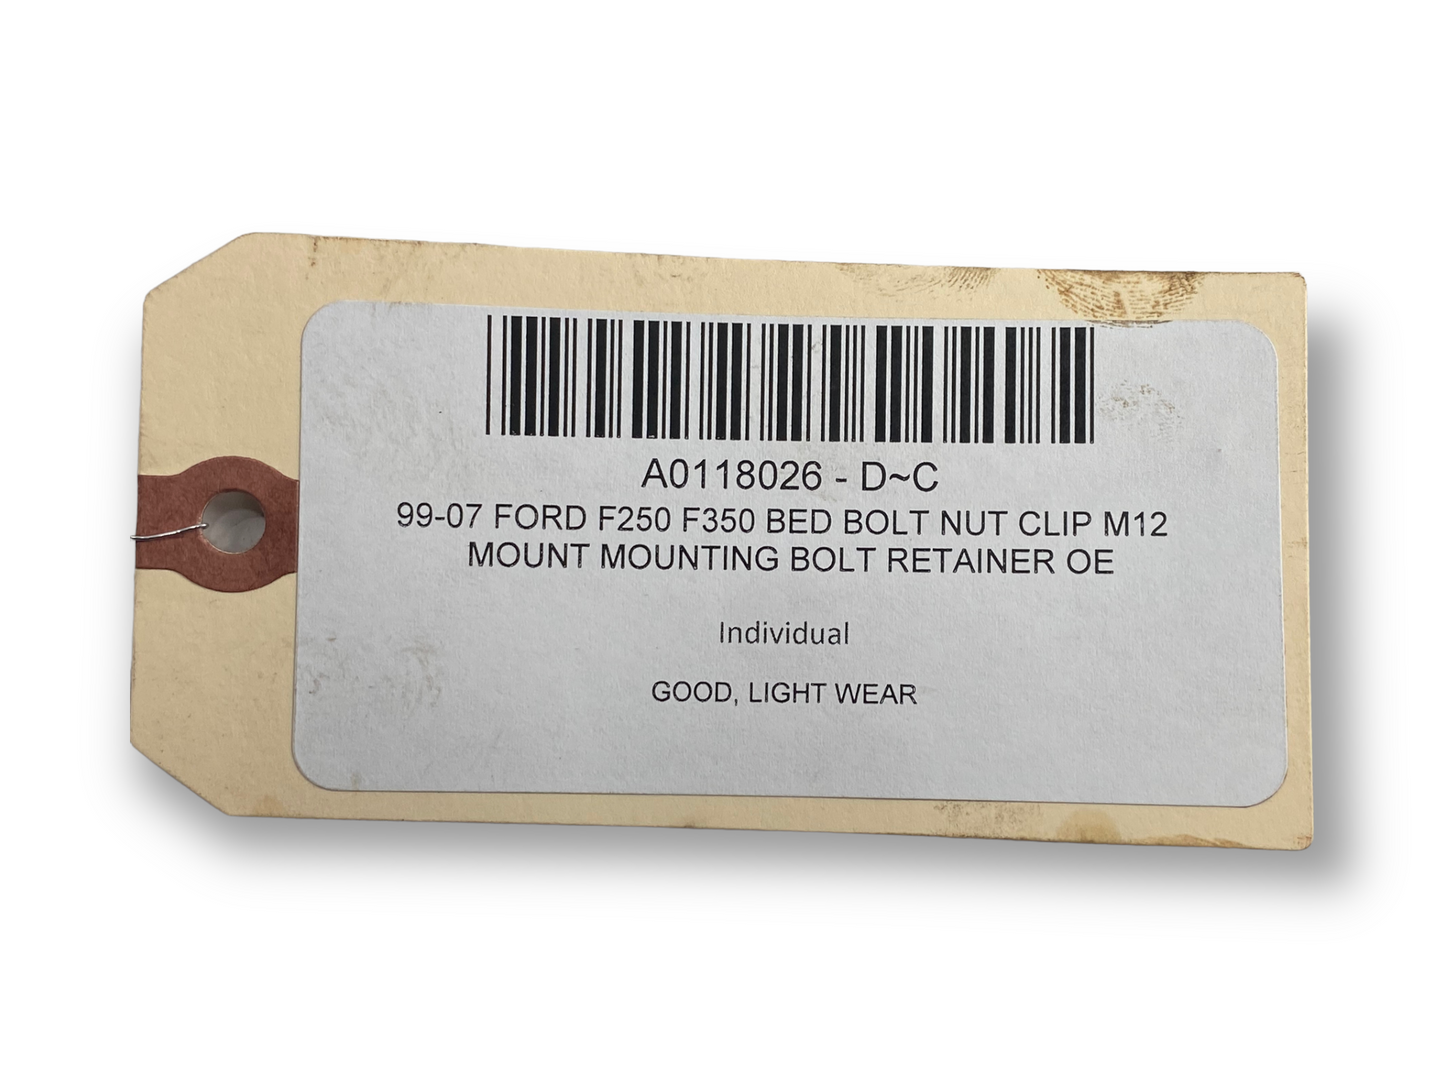 A0118026 - D~C
99-07 FORD F250 F350 BED BOLT NUT CLIP M12
MOUNT MOUNTING BOLT RETAINER OE
Individual
GOOD, LIGHT WEAR